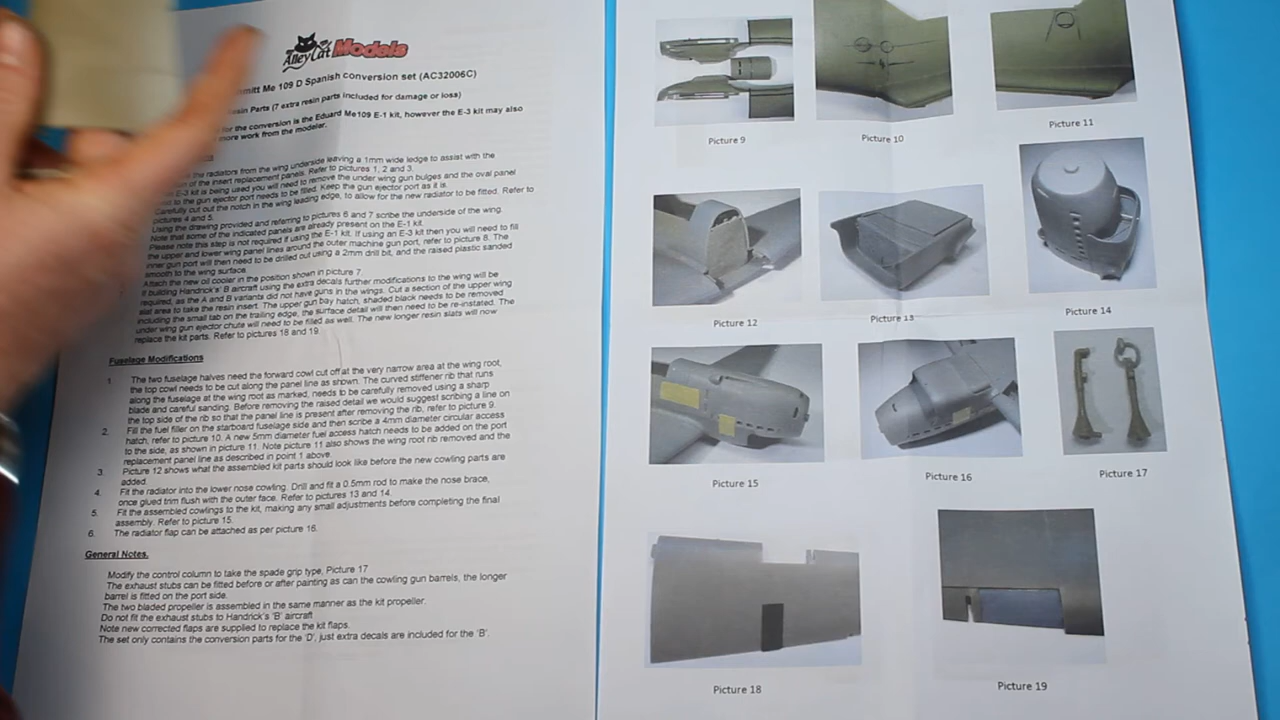 AlleyCat Models
mitt Me 109 D Spanish conversion set (AC32006C)
esin Parts (7 extra resin parts included for damage or loss)
for the conversion is the Eduard Me109 E-1 kit, however the E-3 kit may also
more work from the modeler.
the radiators from the wing underside leaving a 1mm wide ledge to assist with the
of the insert replacement panels. Refer to pictures 1, 2 and 3.
E-3 kit is being used you will need to remove the under wing gun bulges and the oval panel
to the gun ejector port needs to be filled. Keep the gun ejector port as it is.
Carefully cut out the notch in the wing leading edge, to allow for the new radiator to be fitted. Refer to
pictures 4 and 5.
Using the drawing provided and referring to pictures 6 and 7 scribe the underside of the wing.
Note that some of the indicated panels are already present on the E-1 kit.
Please note this step is not required if using the E-1 kit. If using an E-3 kit then you will need to fill
the upper and lower wing panel lines around the outer machine gun port, refer to picture 8. The
inner gun port will then need to be drilled out using a 2mm drill bit, and the raised plastic sanded
smooth to the wing surface.
Attach the new oil cooler in the position shown in picture 7.
If building Handrick's' B aircraft using the extra decals further modifications to the wing will be
required, as the A and B variants did not have guns in the wings. Cut a section of the upper wing
slat area to take the resin insert. The upper gun bay hatch, shaded black needs to be removed
including the small tab on the trailing edge, the surface detail will then need to be re-instated. The
under wing gun ejector chute will need to be filled as well. The new longer resin slats will now
replace the kit parts. Refer to pictures 18 and 19.
Fuselage Modifications
1. The two fuselage halves need the forward cowl cut off at the very narrow area at the wing root,
the top cowl needs to be cut along the panel line as shown. The curved stiffener rib that runs
along the fuselage at the wing root as marked, needs to be carefully removed using a sharp
blade and careful sanding. Before removing the raised detail we would suggest scribing a line on
the top side of the rib so that the panel line is present after removing the rib, refer to picture 9.
2. Fill the fuel filler on the starboard fuselage side and then scribe a 4mm diameter circular access
hatch, refer to picture 10. A new 5mm diameter fuel access hatch needs to be added on the port
to the side, as shown in picture 11. Note picture 11 also shows the wing root rib removed and the
replacement panel line as described in point 1 above.
3. Picture 12 shows what the assembled kit parts should look like before the new cowling parts are
added.
4. Fit the radiator into the lower nose cowling. Drill and fit a 0.5mm rod to make the nose brace,
once glued trim flush with the outer face. Refer to pictures 13 and 14.
5. Fit the assembled cowlings to the kit, making any small adjustments before completing the final
assembly. Refer to picture 15.
6. The radiator flap can be attached as per picture 16.
General Notes.
Modify the control column to take the spade grip type, Picture 17
The exhaust stubs can be fitted before or after painting as can the cowling gun barrels, the longer
barrel is fitted on the port side.
The two bladed propeller is assembled in the same manner as the kit propeller.
Do not fit the exhaust stubs to Handrick's 'B' aircraft
Note new corrected flaps are supplied to replace the kit flaps.
The set only contains the conversion parts for the 'D', just extra decals are included for the 'B'.
Picture 9
Picture 10
Picture 11
Picture 12
Picture 13
Picture 14
Picture 15
Picture 16
Picture 17
Picture 18
Picture 19